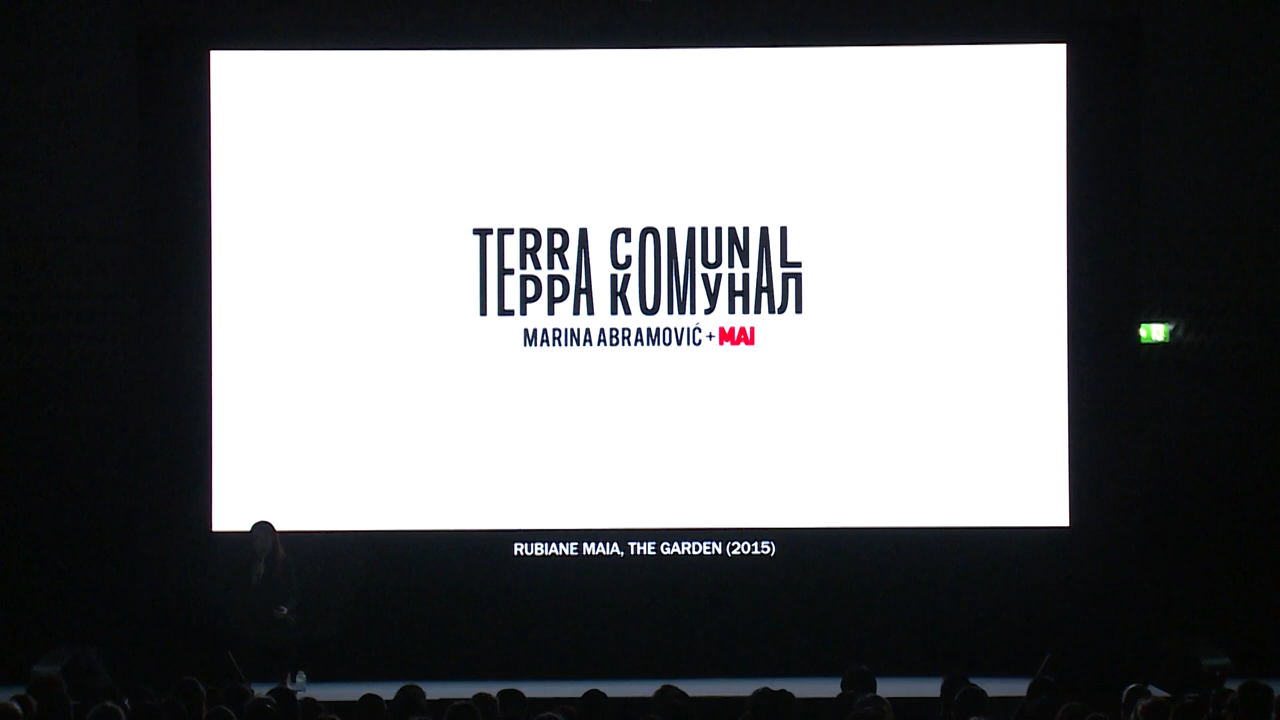 TERRA COMUNAL
ТЕРРА КОМУНАЛ
MARINA ABRAMOVIĆ + MAI
RUBIANE MAIA, THE GARDEN (2015)